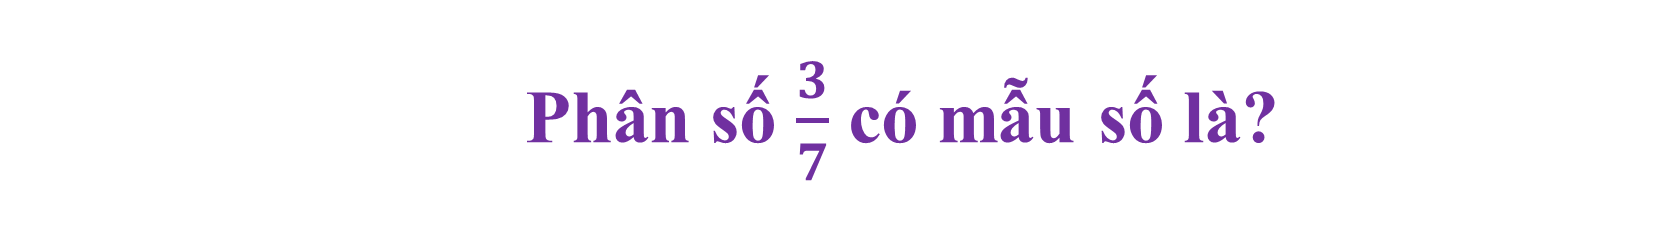 Phân số 3/7 có mẫu số là?